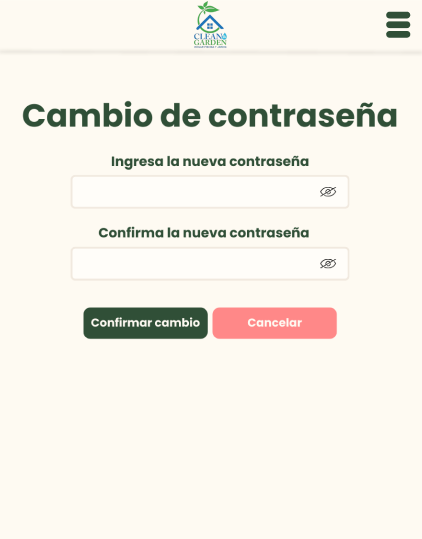 CLEAN
GARDEN
Cambio de contraseña
Ingresa la nueva contraseña
Confirma la nueva contraseña
Confirmar cambio
Cancelar